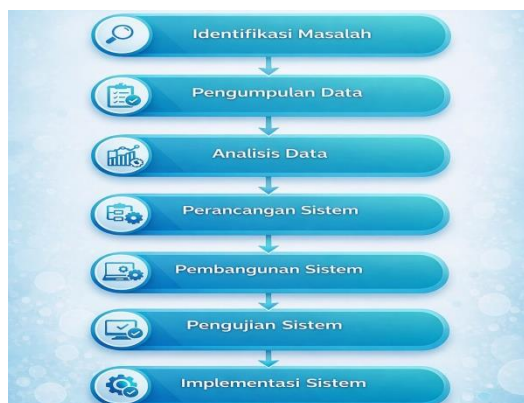 Identifikasi Masalah
Pengumpulan Data
Analisis Data
Perancangan Sistem
Pembangunan Sistem
Pengujian Sistem
Implementasi Sistem